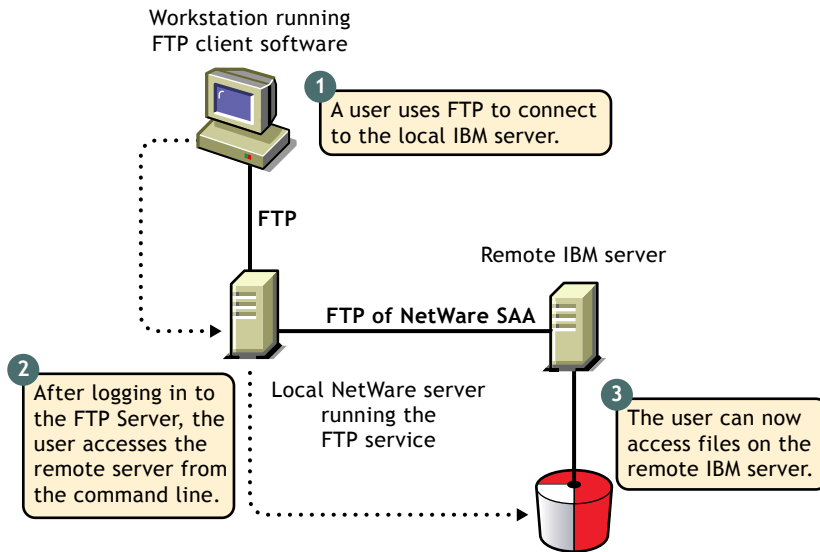 Workstation running
FTP client software
1
A user uses FTP to connect
to the local IBM server.
FTP
Remote IBM server
FTP of NetWare SAA
2
After logging in to
the FTP Server, the
user accesses the
remote server from
the command line.
Local NetWare server
running the
FTP service
3
The user can now
access files on the
remote IBM server.